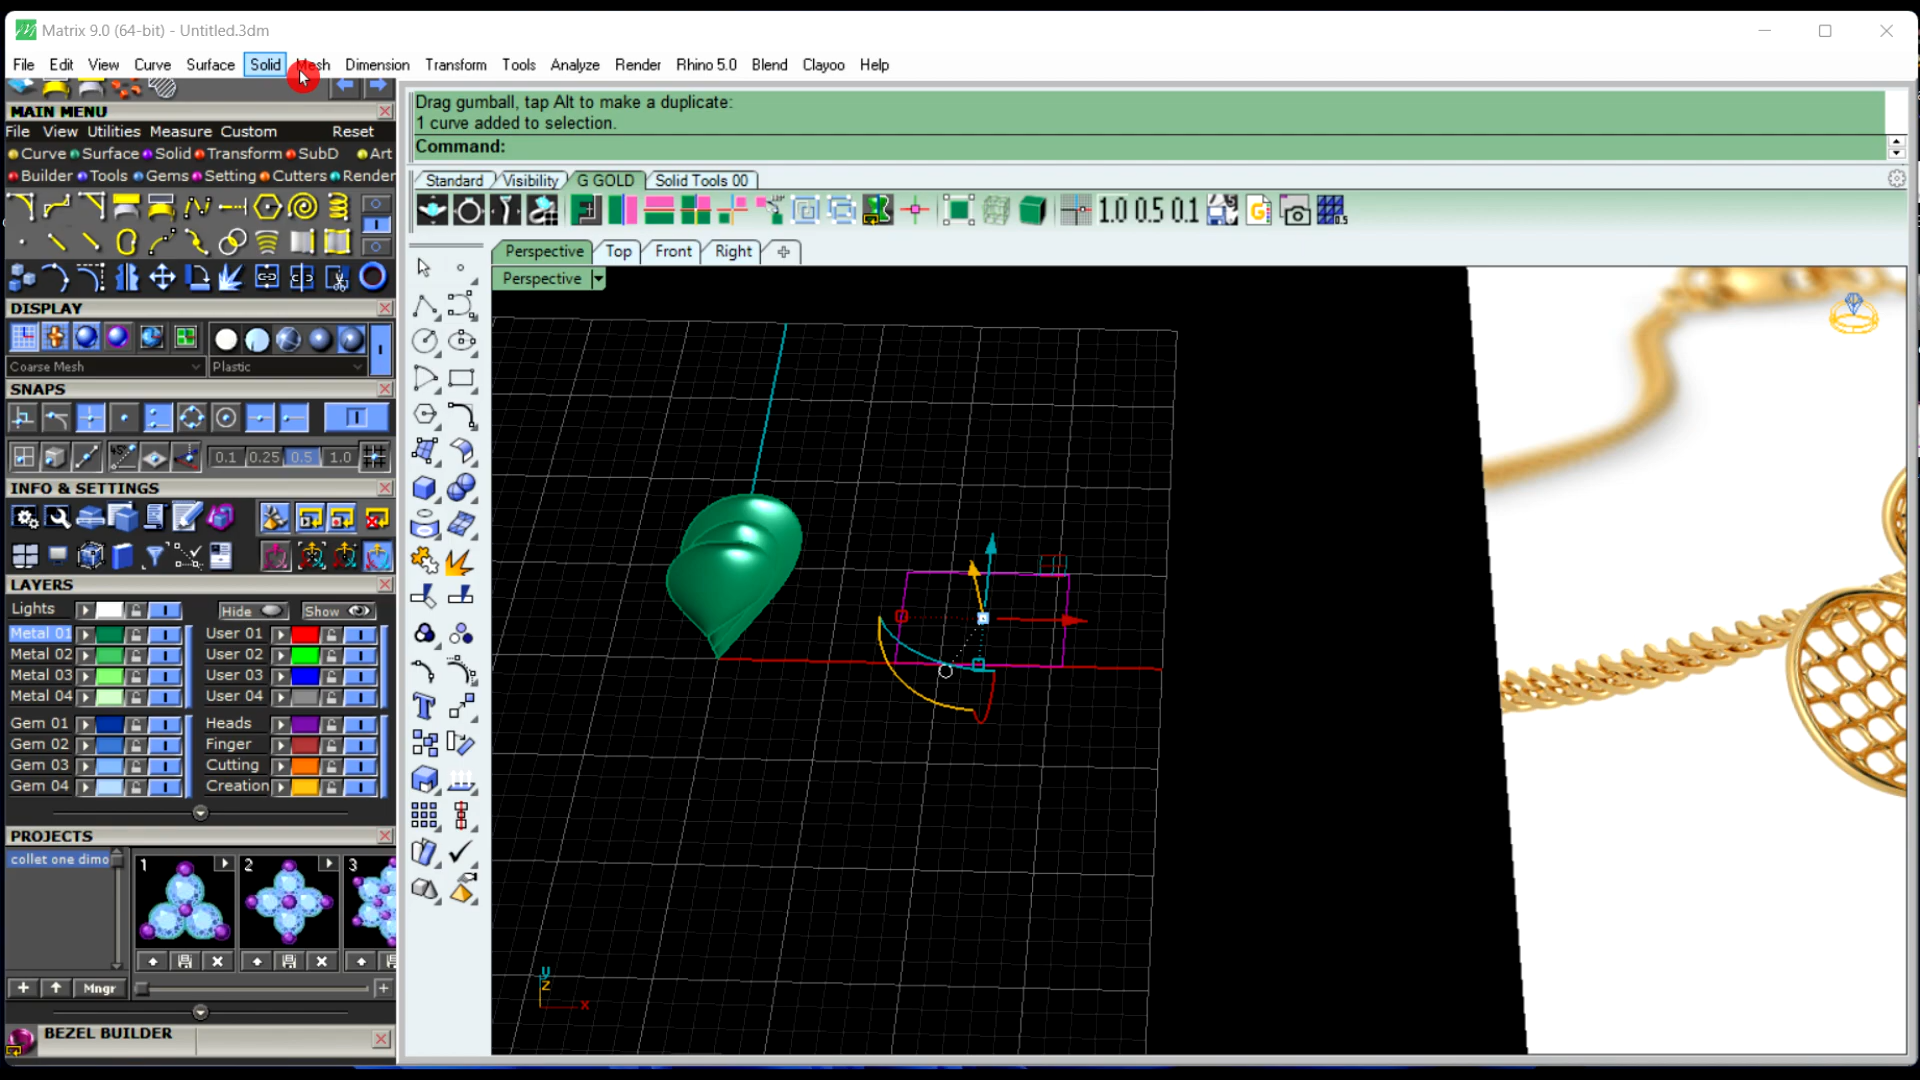 Matrix 9.0 (64-bit) - Untitled.3dm
File Edit View Curve Surface Solid Mesh Dimension Transform Tools Analyze Render Rhino 5.0 Blend Clayoo Help
MAIN MENU
File View Utilities Measure Custom Reset
Curve Surface Solid Transform SubD Art
Builder Tools Gems Setting Cutters Render
DISPLAY
Coarse Mesh Plastic
SNAPS
0.1 0.25 0.5 1.0
INFO & SETTINGS
LAYERS
Lights Hide Show
Metal 01 User 01
Metal 02 User 02
Metal 03 User 03
Metal 04 User 04
Gem 01 Heads
Gem 02 Finger
Gem 03 Cutting
Gem 04 Creation
PROJECTS
collet one dimo
1 2 3
Mngr
BEZEL BUILDER
Drag gumball, tap Alt to make a duplicate:
1 curve added to selection.
Command:
Standard Visibility G GOLD Solid Tools 00
1.0 0.5 0.1
Perspective Top Front Right
Perspective
y
z
x